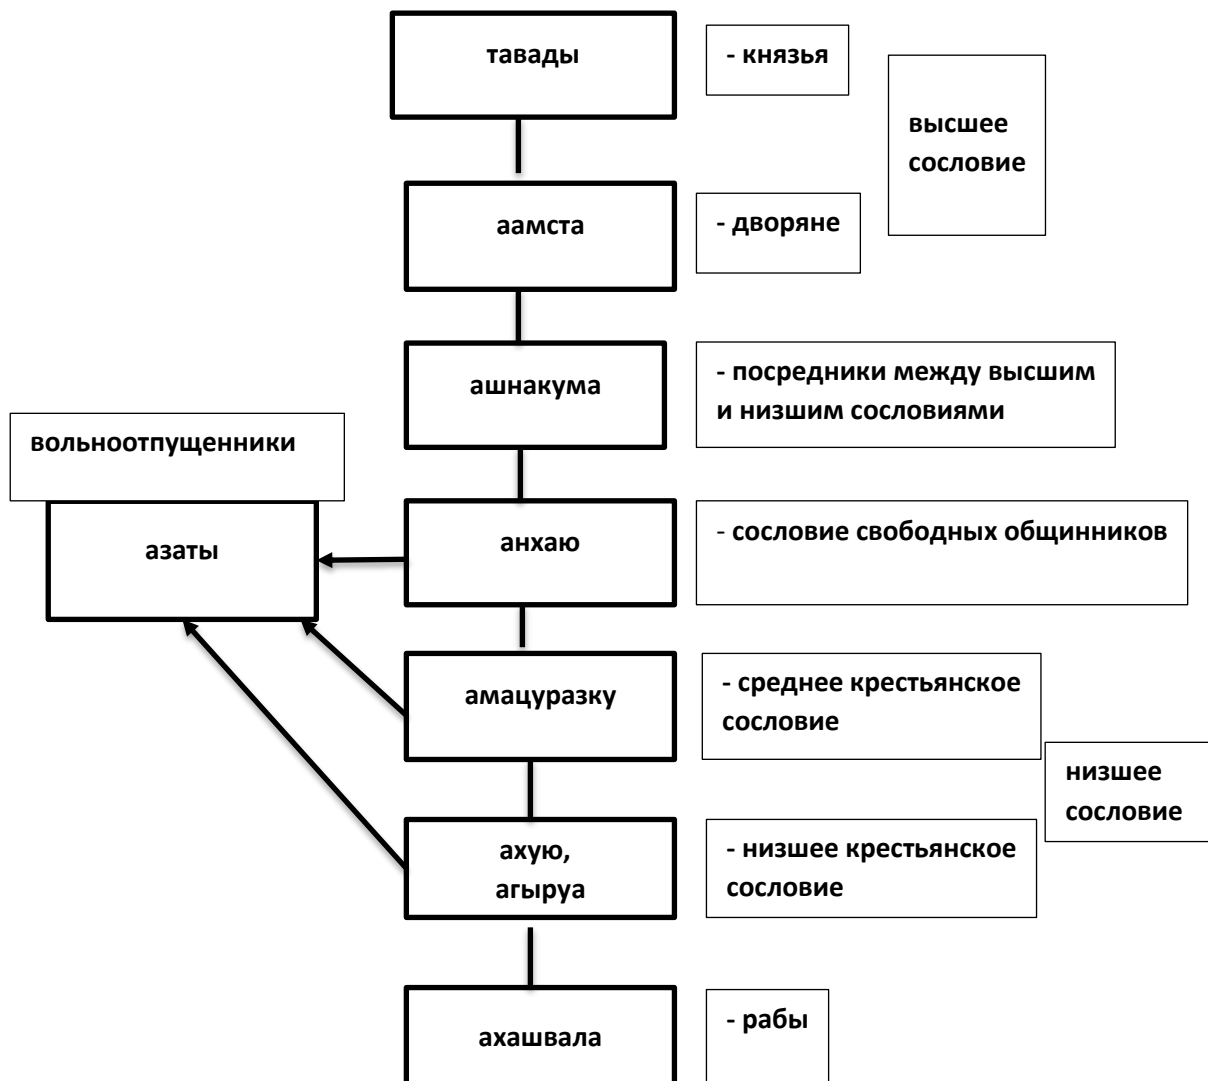 тавады
- князья
высшее
сословие
аамста
- дворяне
ашнакума
- посредники между высшим
и низшим сословиями
вольноотпущенники
азаты
анхаю
- сословие свободных общинников
амацуразку
- среднее крестьянское
сословие
низшее
сословие
ахую,
агыруа
- низшее крестьянское
сословие
ахашвала
- рабы